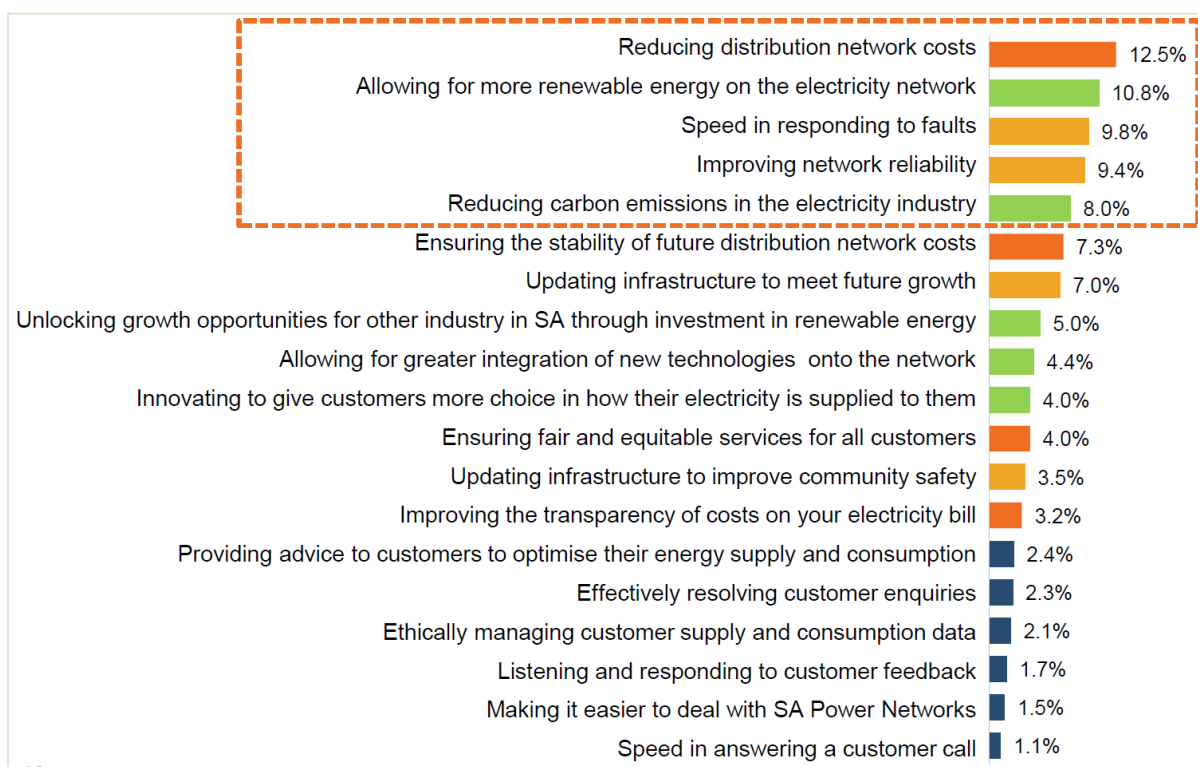 Reducing distribution network costs 12.5%
Allowing for more renewable energy on the electricity network 10.8%
Speed in responding to faults 9.8%
Improving network reliability 9.4%
Reducing carbon emissions in the electricity industry 8.0%
Ensuring the stability of future distribution network costs 7.3%
Updating infrastructure to meet future growth 7.0%
Unlocking growth opportunities for other industry in SA through investment in renewable energy 5.0%
Allowing for greater integration of new technologies onto the network 4.4%
Innovating to give customers more choice in how their electricity is supplied to them 4.0%
Ensuring fair and equitable services for all customers 4.0%
Updating infrastructure to improve community safety 3.5%
Improving the transparency of costs on your electricity bill 3.2%
Providing advice to customers to optimise their energy supply and consumption 2.4%
Effectively resolving customer enquiries 2.3%
Ethically managing customer supply and consumption data 2.1%
Listening and responding to customer feedback 1.7%
Making it easier to deal with SA Power Networks 1.5%
Speed in answering a customer call 1.1%